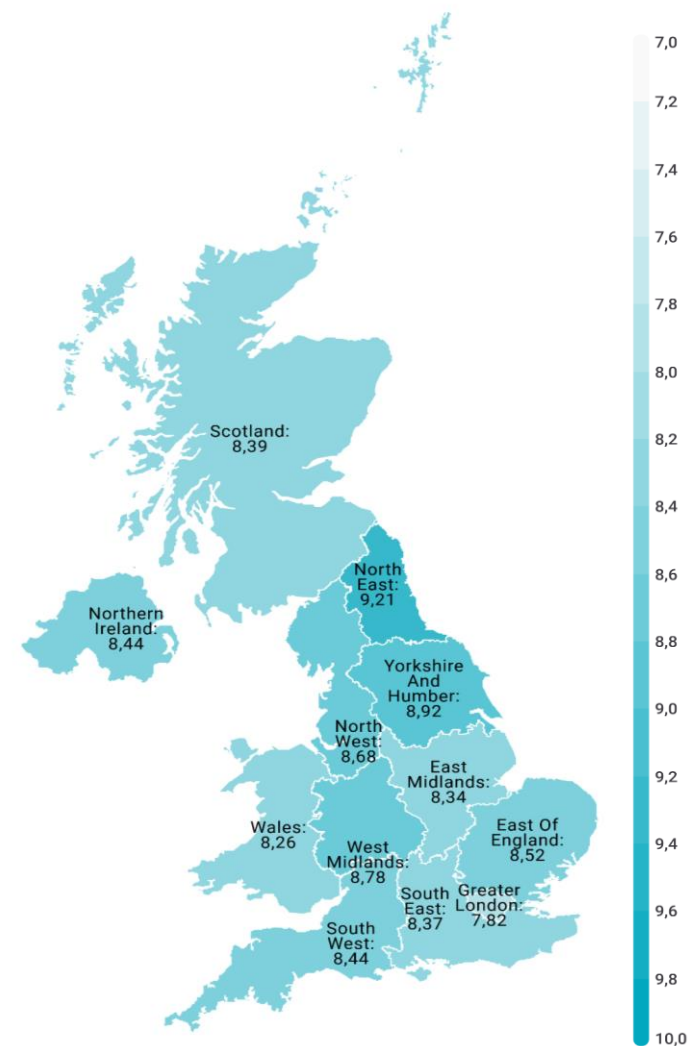 7,0
7,2
7,4
7,6
7,8
8,0
8,2
8,4
8,6
8,8
9,0
9,2
9,4
9,6
9,8
10,0
Scotland:
8,39
North
East:
9,21
Northern
Ireland:
8,44
Yorkshire
And
Humber:
8,92
North
West:
8,68
East
Midlands:
8,34
Wales:
8,26
West
Midlands:
8,78
East Of
England:
8,52
South
East:
8,37
Greater
London:
7,82
South
West:
8,44